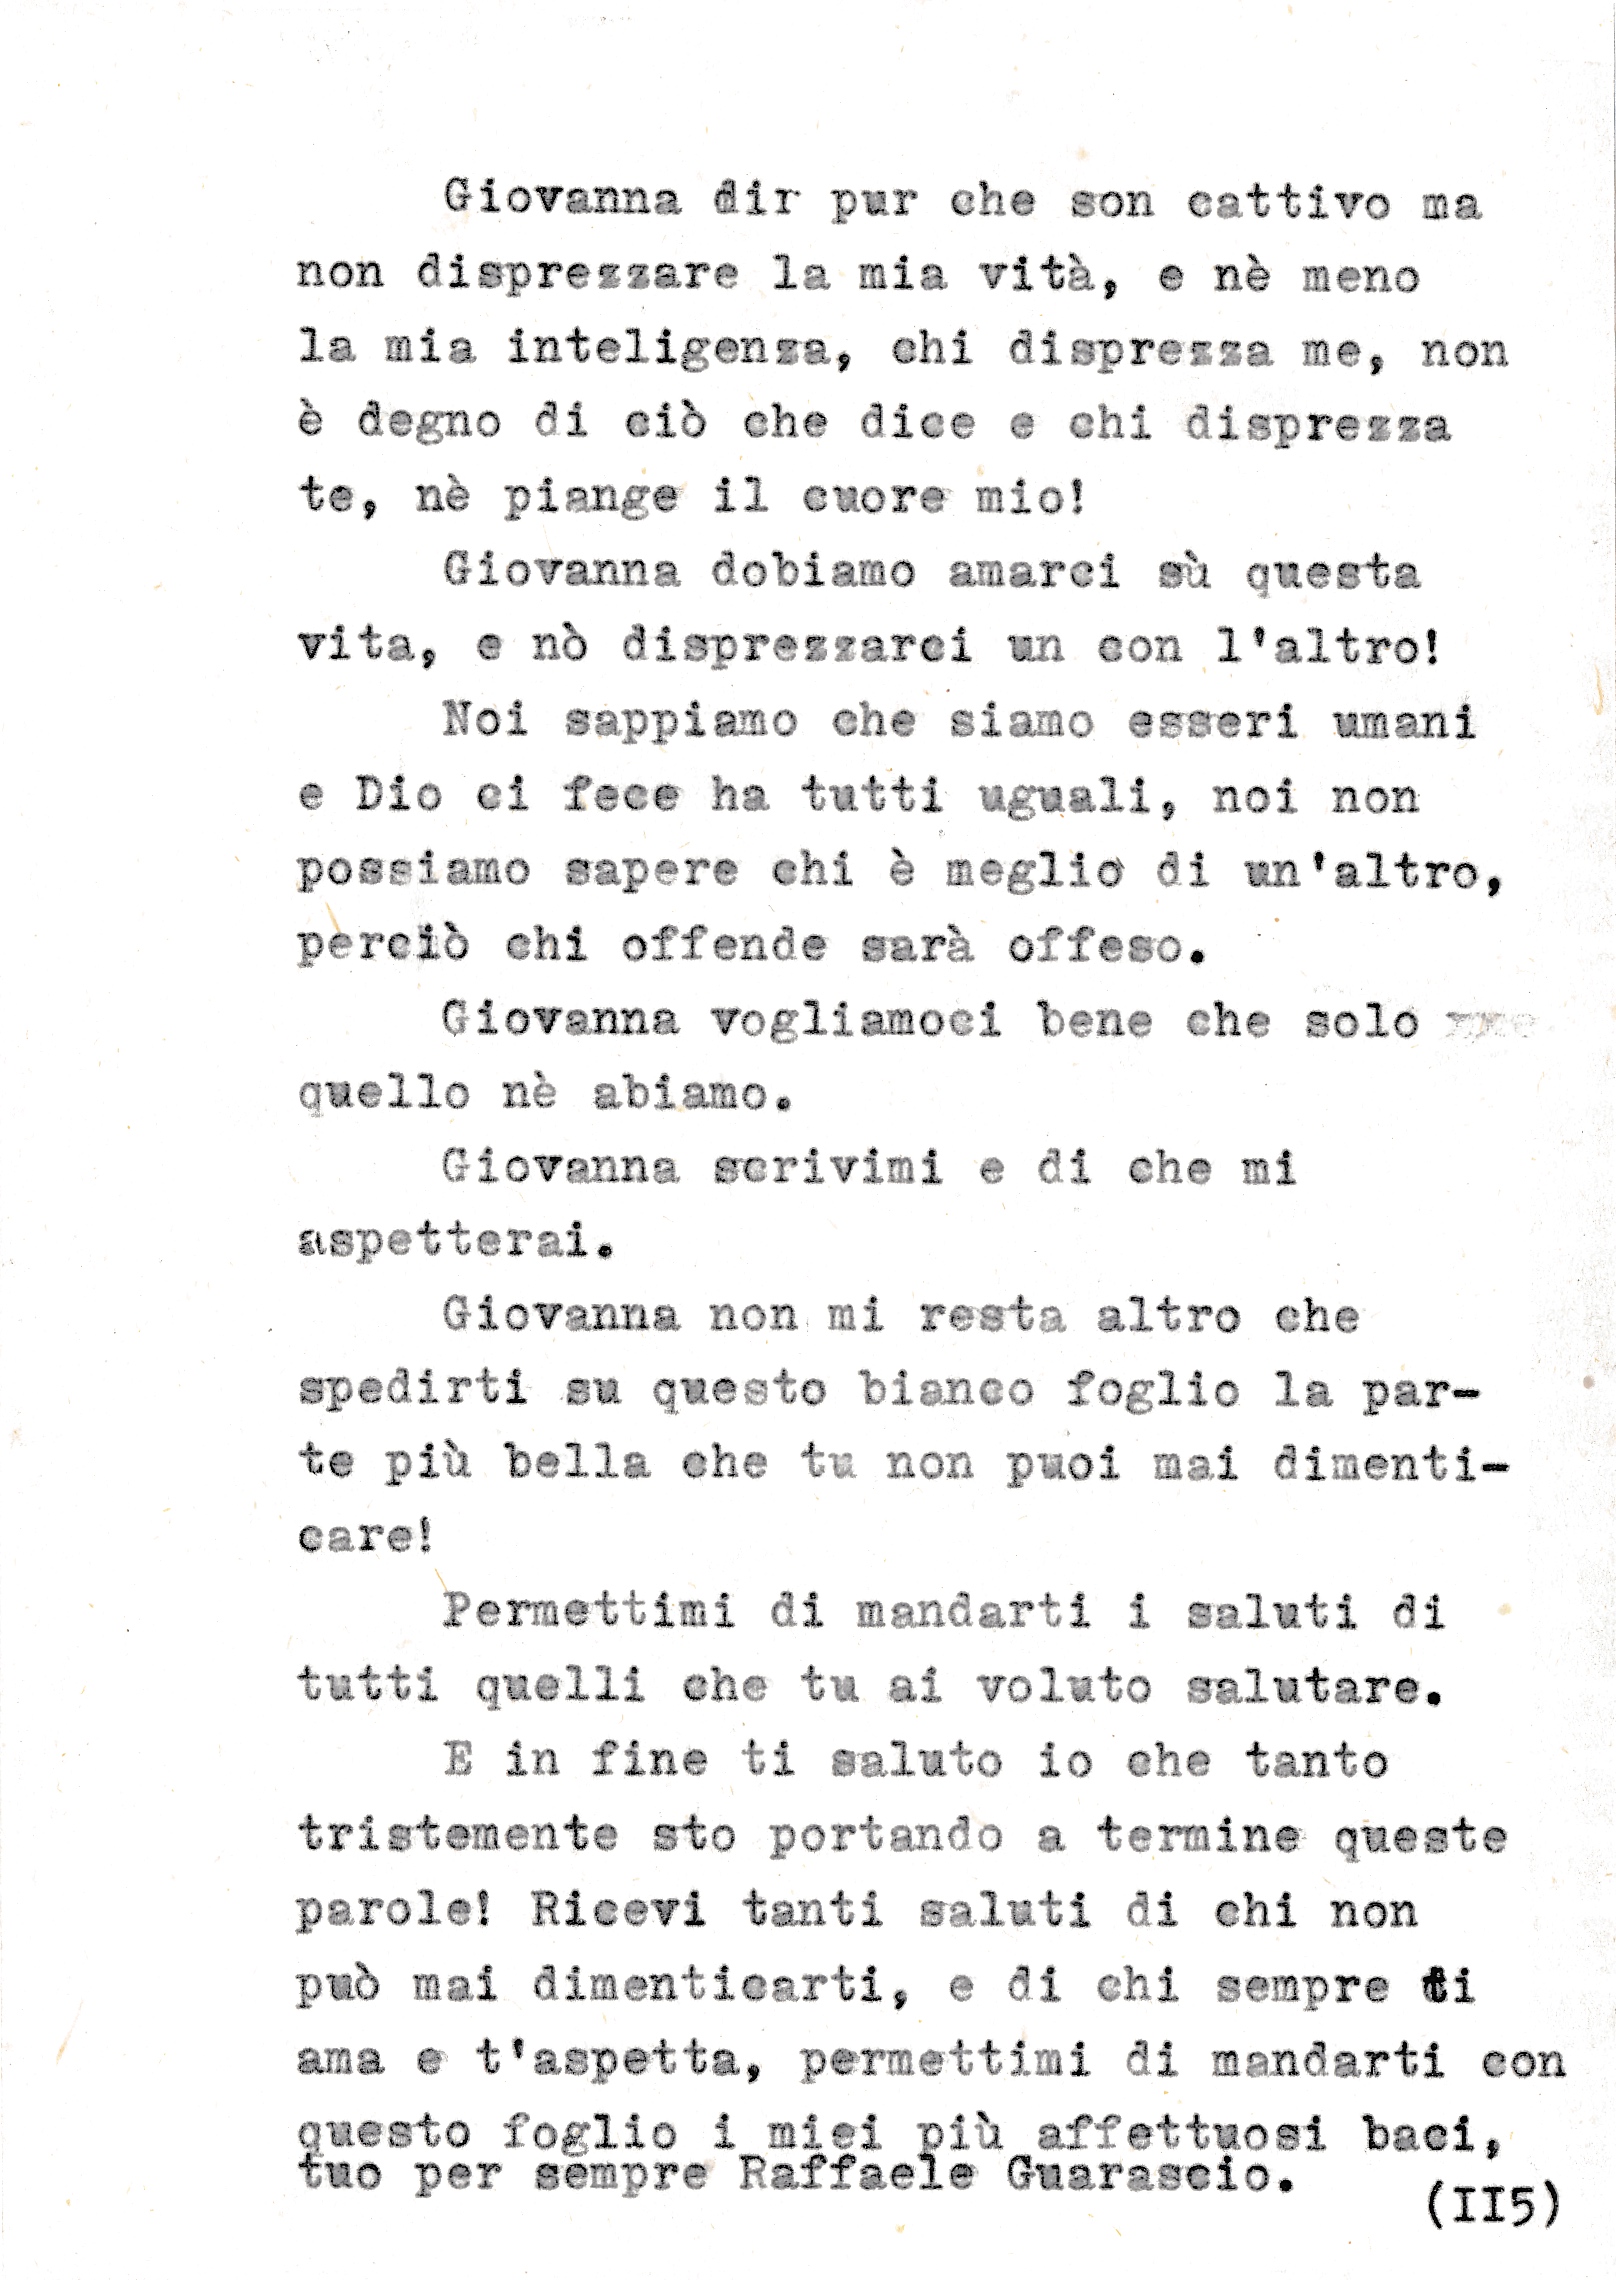 Giovanna dir pur che son cattivo ma
non disprezzare la mia vità, e nè meno
la mia inteligenza, chi disprezza me, non
è degno di ciò che dice e chi disprezza
te, nè piange il cuore mio!
Giovanna dobiamo amarci sù questa
vita, e nò disprezzarci un con l'altro!
Noi sappiamo che siamo esseri umani
e Dio ci fece ha tutti uguali, noi non
possiamo sapere chi è meglio di un'altro,
perciò chi offende sarà offeso.
Giovanna vogliamoci bene che solo
quello nè abiamo.
Giovanna scrivimi e di che mi
aspetterai.
Giovanna non mi resta altro che
spedirti su questo bianco foglio la par-
te più bella che tu non puoi mai dimenti-
care!
Permettimi di mandarti i saluti di
tutti quelli che tu ai voluto salutare.
E in fine ti saluto io che tanto
tristemente sto portando a termine queste
parole! Ricevi tanti saluti di chi non
può mai dimenticarti, e di chi sempre ti
ama e t'aspetta, permettimi di mandarti con
questo foglio i miei più affettuosi baci,
tuo per sempre Raffaele Guarascio.
(II5)